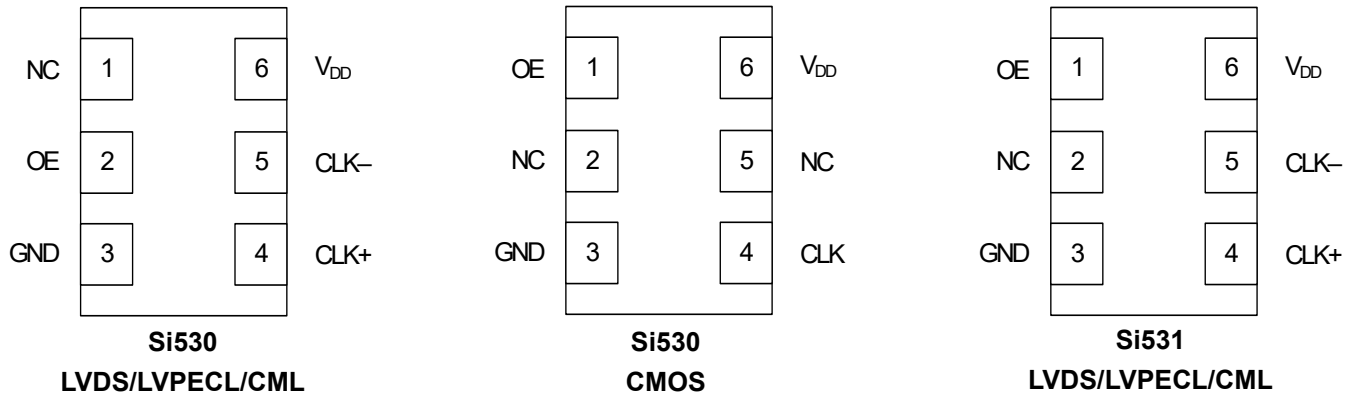 NC 1 6 VDD
OE 2 5 CLK–
GND 3 4 CLK+
Si530
LVDS/LVPECL/CML
OE 1 6 VDD
NC 2 5 NC
GND 3 4 CLK
Si530
CMOS
OE 1 6 VDD
NC 2 5 CLK–
GND 3 4 CLK+
Si531
LVDS/LVPECL/CML